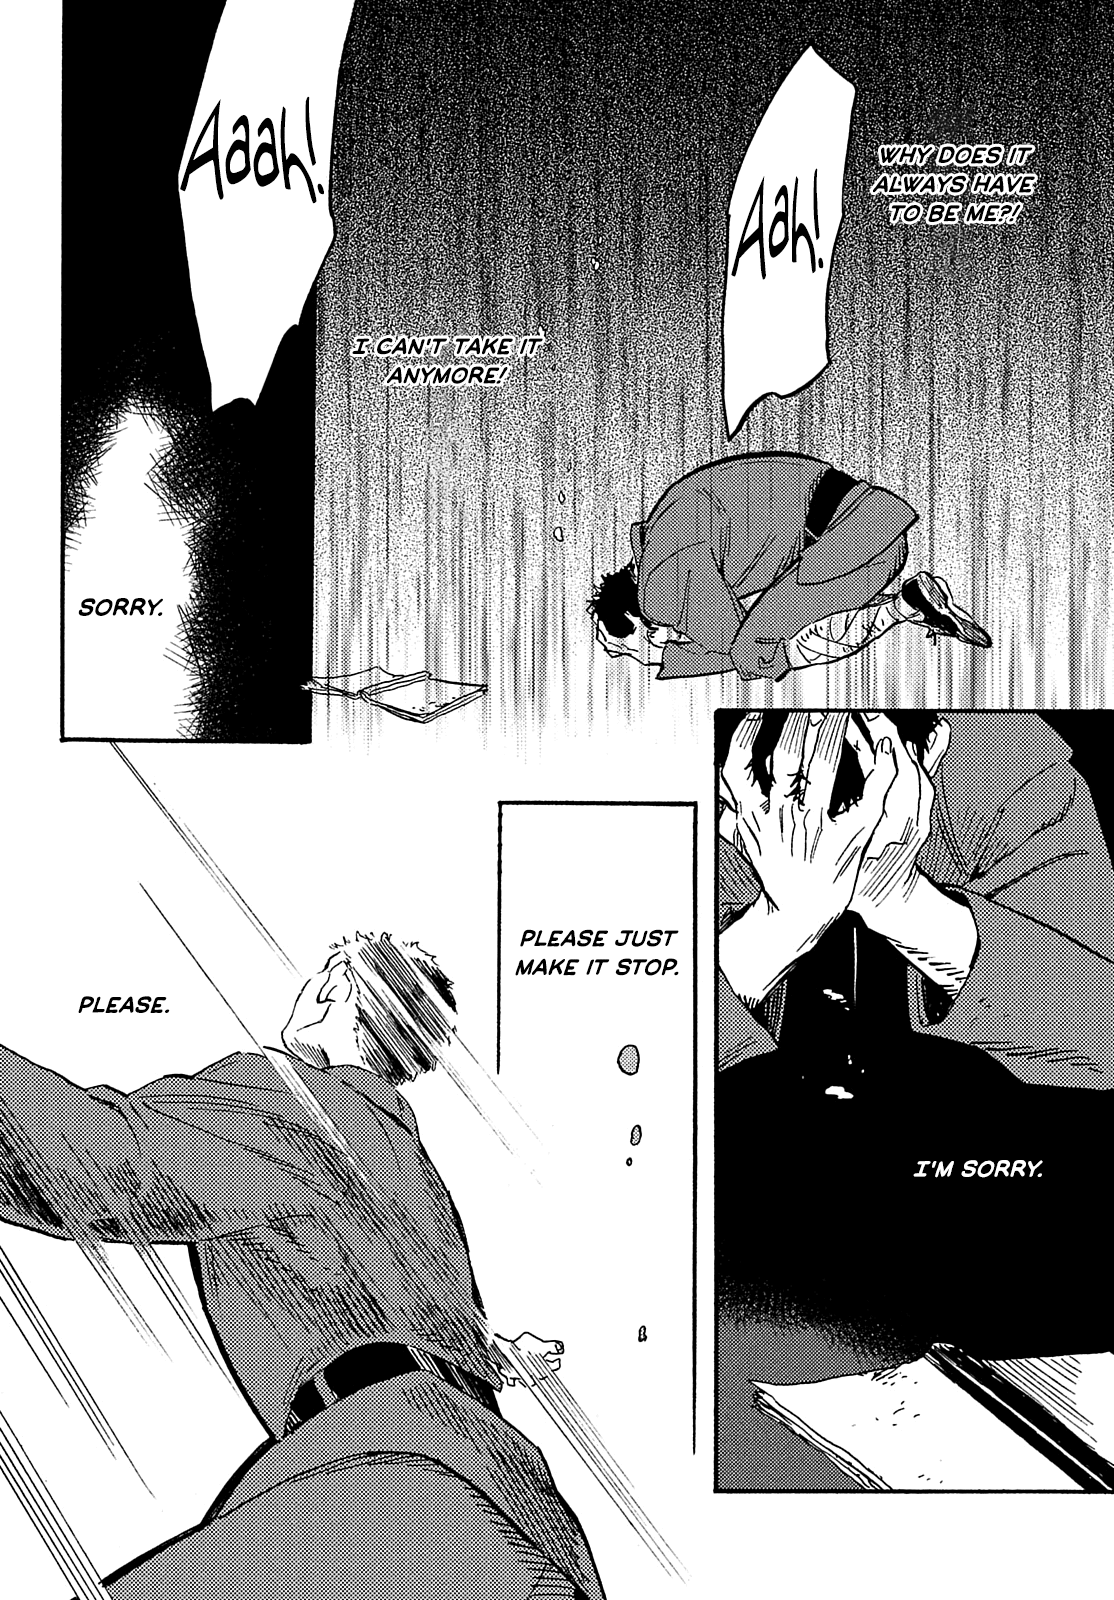 WHY DOES IT
ALWAYS HAVE
TO BE ME?!
Aah!
I CAN'T TAKE IT
ANYMORE!
Aaah!
SORRY.
I'M SORRY.
PLEASE JUST
MAKE IT STOP.
PLEASE.